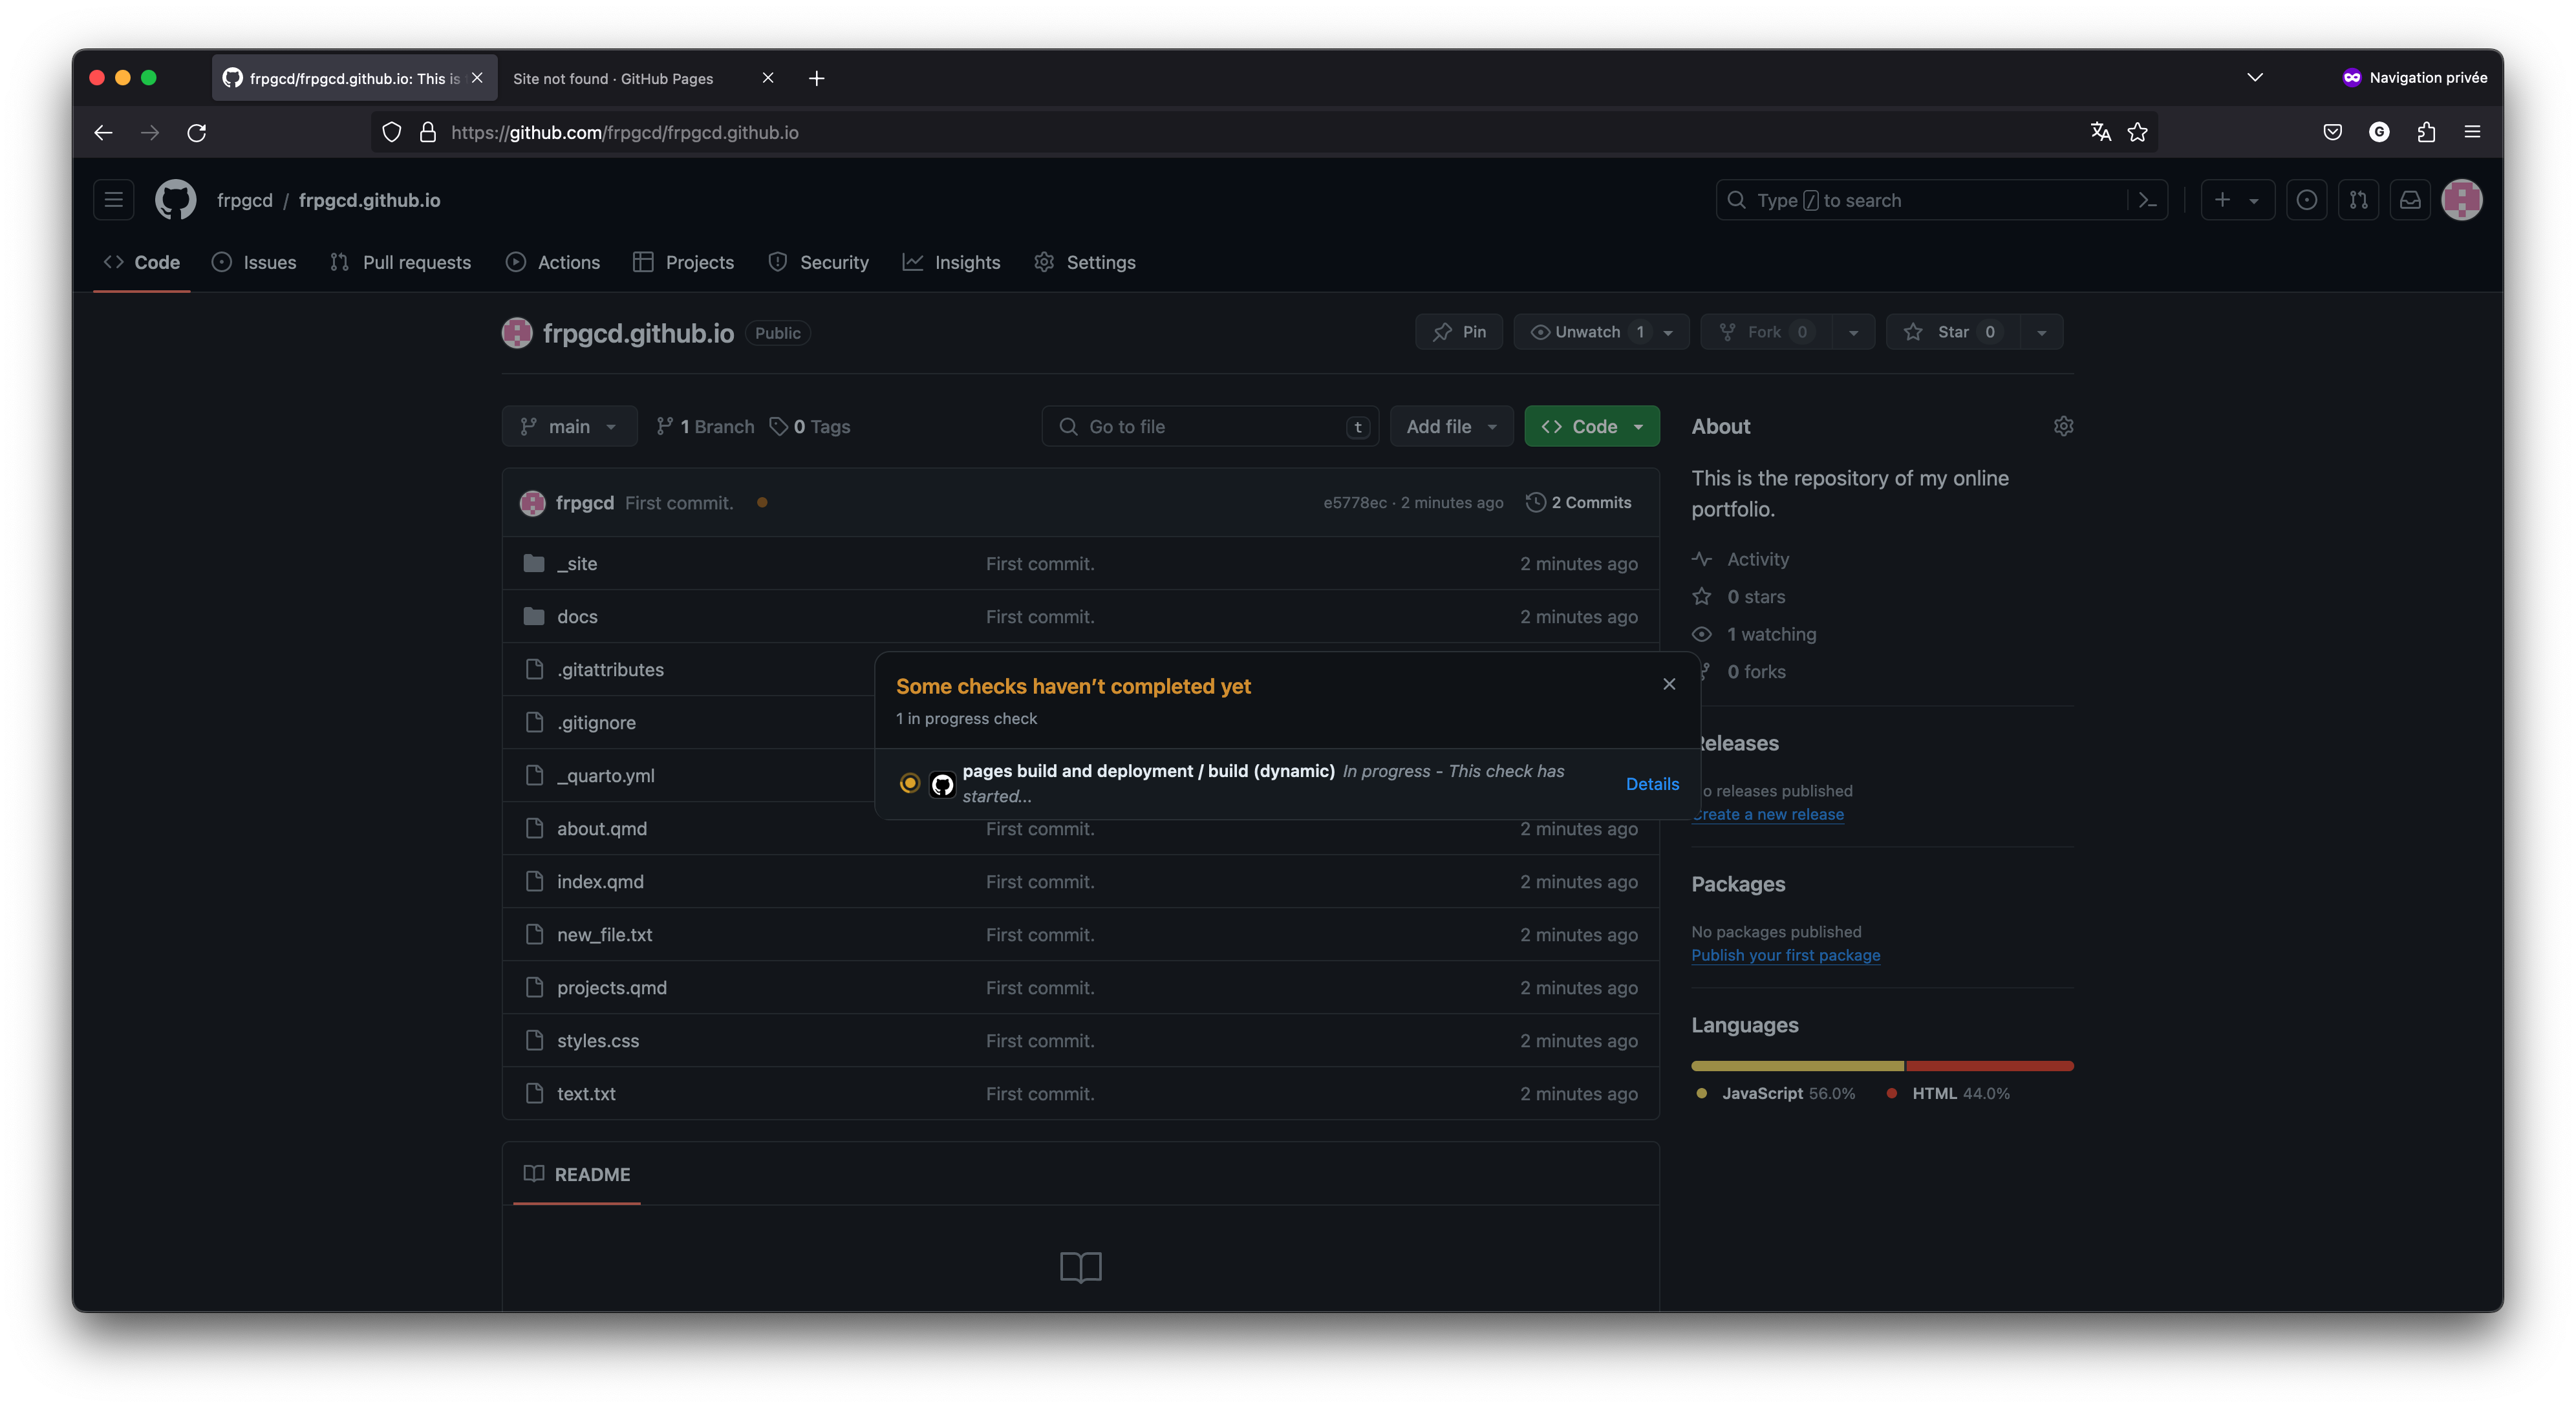 frpgcd/frpgcd.github.io: This is
Site not found · GitHub Pages
Navigation privée
https://github.com/frpgcd/frpgcd.github.io
G
frpgcd / frpgcd.github.io
Type / to search
Code
Issues
Pull requests
Actions
Projects
Security
Insights
Settings
frpgcd.github.io
Public
Pin
Unwatch 1
Fork 0
Star 0
main
1 Branch
0 Tags
Go to file
t
Add file
Code
frpgcd First commit.
e5778ec · 2 minutes ago
2 Commits
_site First commit. 2 minutes ago
docs First commit. 2 minutes ago
.gitattributes
.gitignore
_quarto.yml
about.qmd First commit. 2 minutes ago
index.qmd First commit. 2 minutes ago
new_file.txt First commit. 2 minutes ago
projects.qmd First commit. 2 minutes ago
styles.css First commit. 2 minutes ago
text.txt First commit. 2 minutes ago
README
Some checks haven’t completed yet
1 in progress check
pages build and deployment / build (dynamic) In progress - This check has
started...
Details
About
This is the repository of my online
portfolio.
Activity
0 stars
1 watching
0 forks
Releases
No releases published
Create a new release
Packages
No packages published
Publish your first package
Languages
JavaScript 56.0%
HTML 44.0%